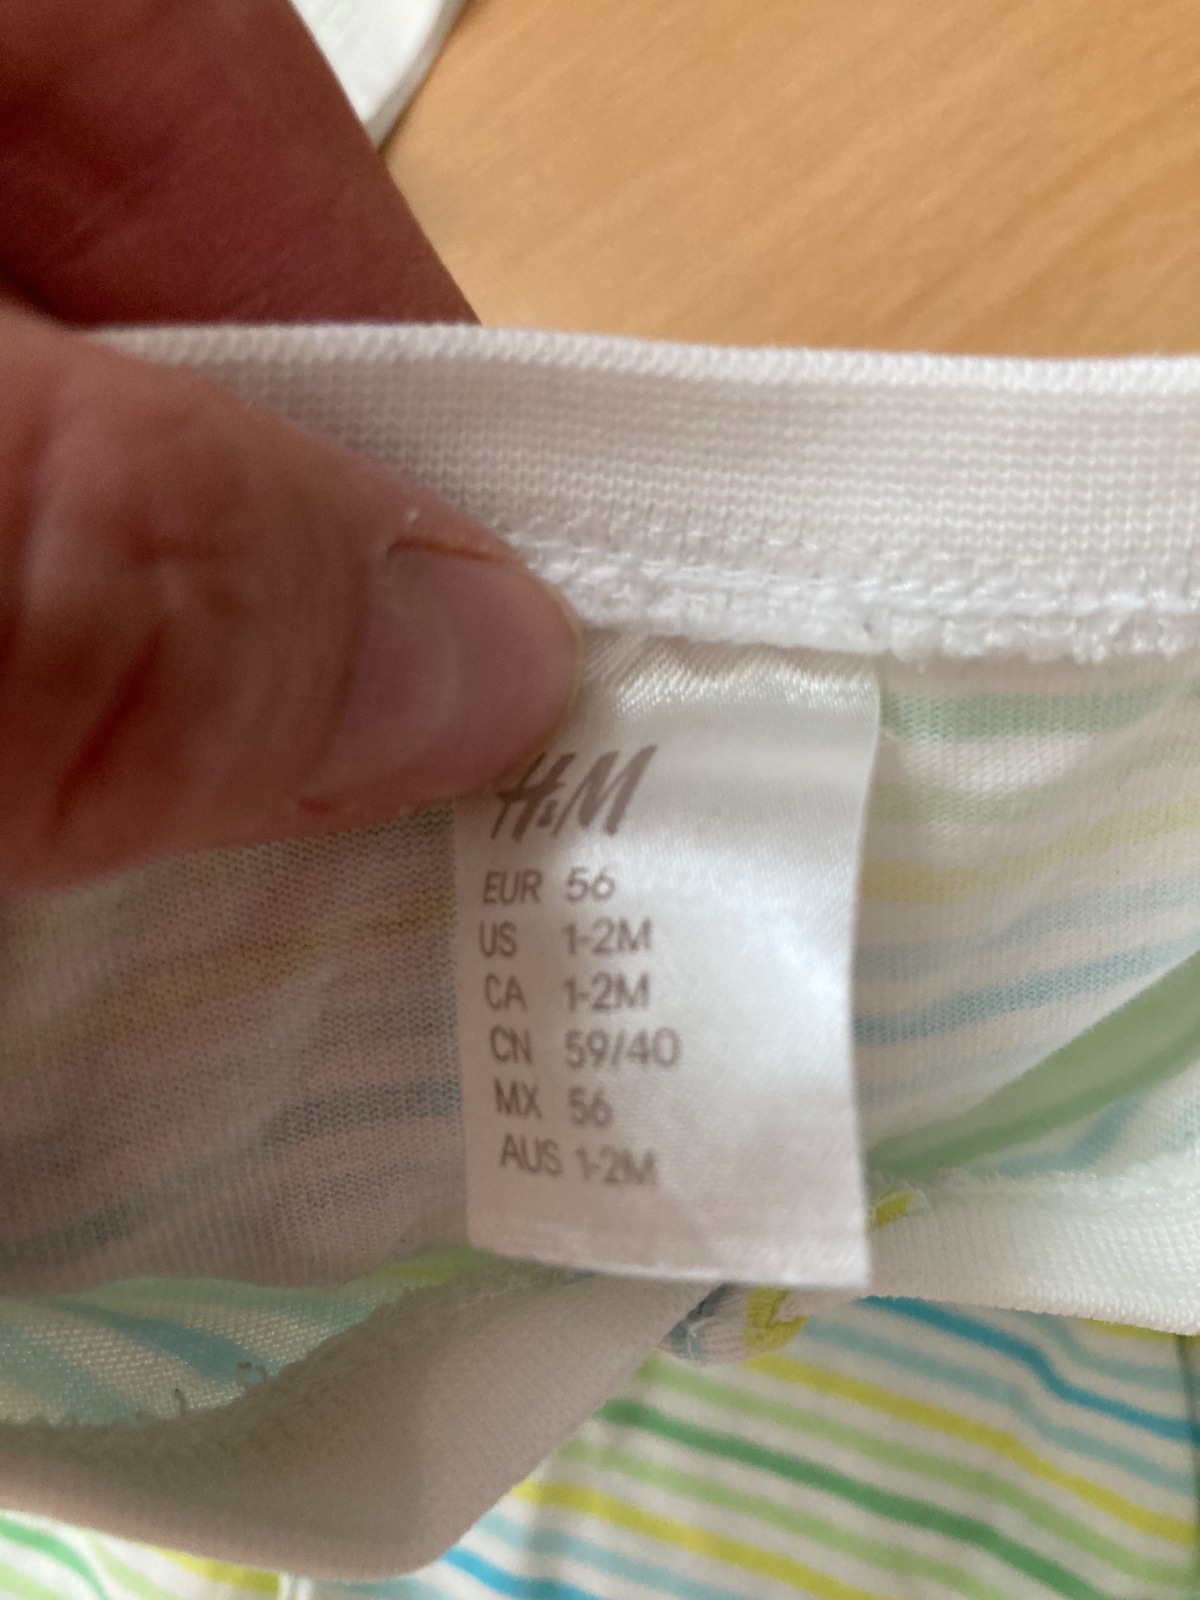 H&M
EUR 56
US 1-2M
CA 1-2M
CN 59/40
MX 56
AUS 1-2M